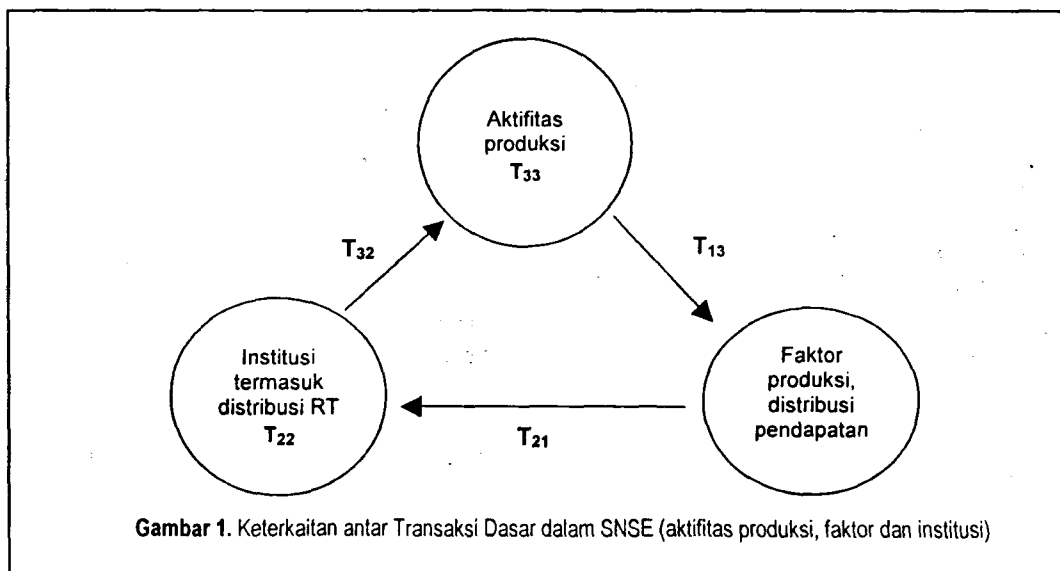 Aktifitas
produksi
T₃₃
T₃₂
T₁₃
Institusi
termasuk
distribusi RT
T₂₂
Faktor
produksi,
distribusi
pendapatan
T₂₁
Gambar 1. Keterkaitan antar Transaksi Dasar dalam SNSE (aktifitas produksi, faktor dan institusi)